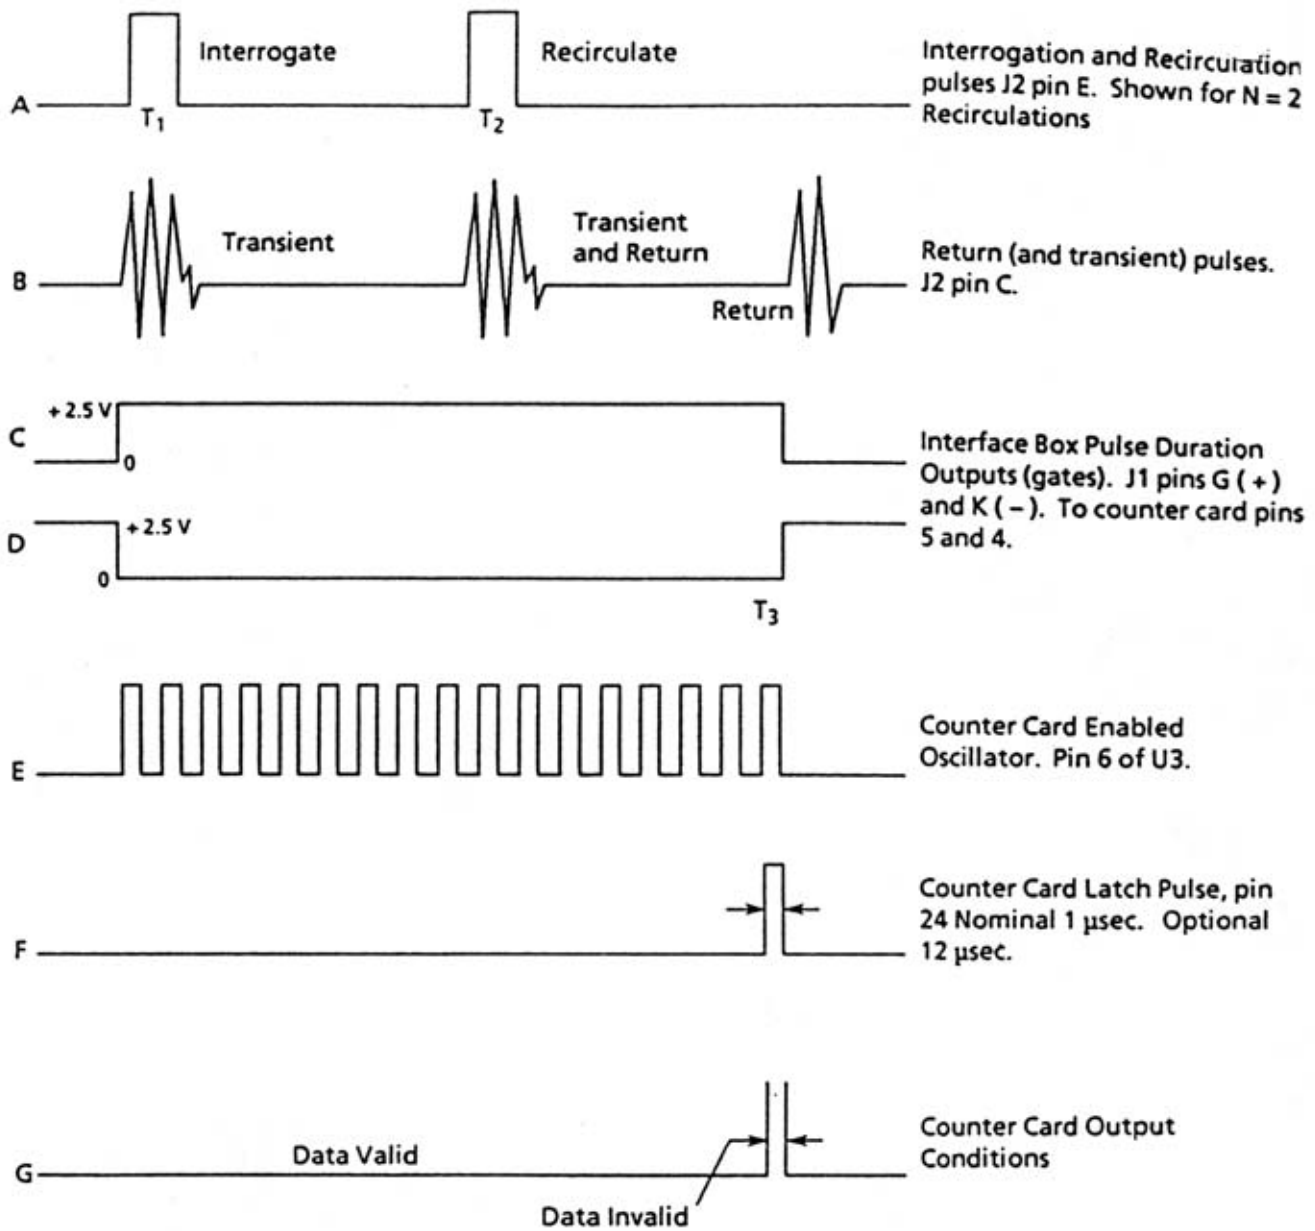 Interrogate
Recirculate
Interrogation and Recirculation
pulses J2 pin E. Shown for N = 2
Recirculations
A
T1
T2
Transient
Transient
and Return
Return (and transient) pulses.
J2 pin C.
B
Return
+ 2.5 V
C
0
Interface Box Pulse Duration
Outputs (gates). J1 pins G ( + )
and K ( – ). To counter card pins
5 and 4.
D
+ 2.5 V
0
T3
Counter Card Enabled
Oscillator. Pin 6 of U3.
E
Counter Card Latch Pulse, pin
24 Nominal 1 µsec. Optional
12 µsec.
F
Counter Card Output
Conditions
Data Valid
G
Data Invalid